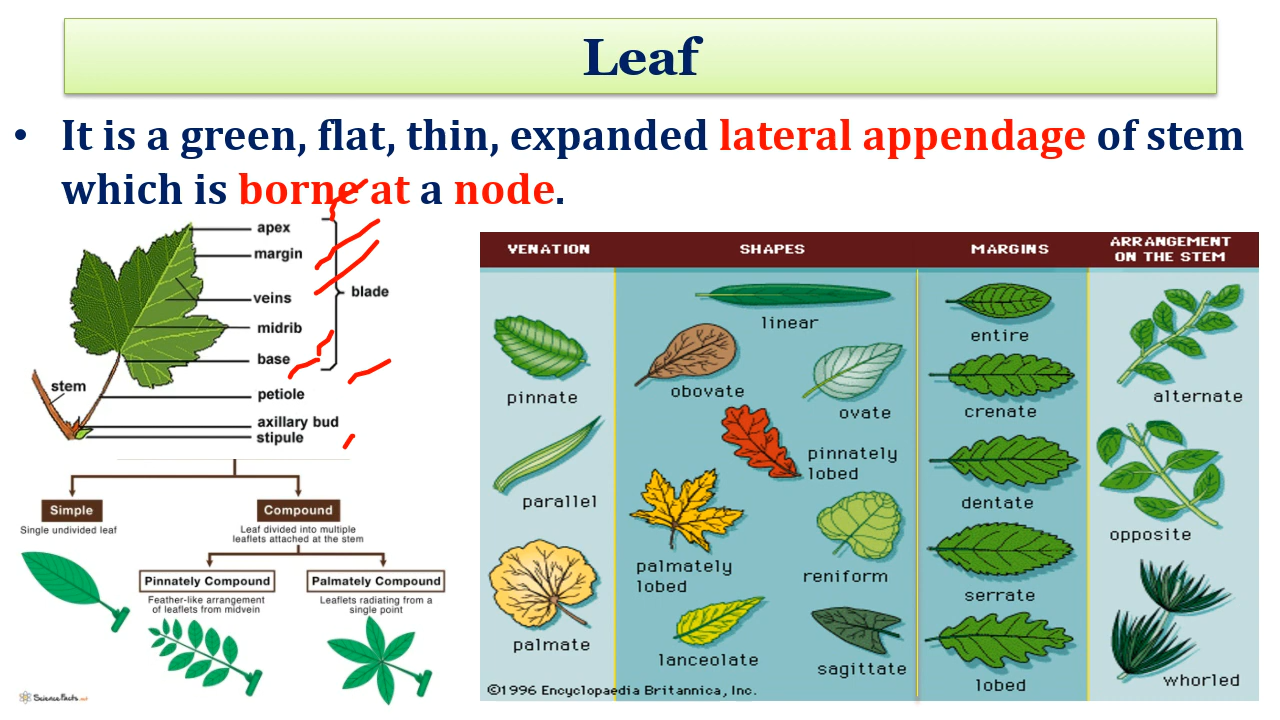 Leaf
• It is a green, flat, thin, expanded lateral appendage of stem
which is borne at a node.
apex
margin
veins
midrib
base
blade
stem
petiole
axillary bud
stipule
Simple
Single undivided leaf
Compound
Leaf divided into multiple
leaflets attached at the stem
Pinnately Compound
Feather-like arrangement
of leaflets from midvein
Palmately Compound
Leaflets radiating from a
single point
ScienceFacts.net
VENATION
pinnate
parallel
palmate
SHAPES
linear
obovate
ovate
pinnately
lobed
palmately
lobed
reniform
lanceolate
sagittate
MARGINS
entire
crenate
dentate
serrate
lobed
ARRANGEMENT
ON THE STEM
alternate
opposite
whorled
©1996 Encyclopaedia Britannica, Inc.